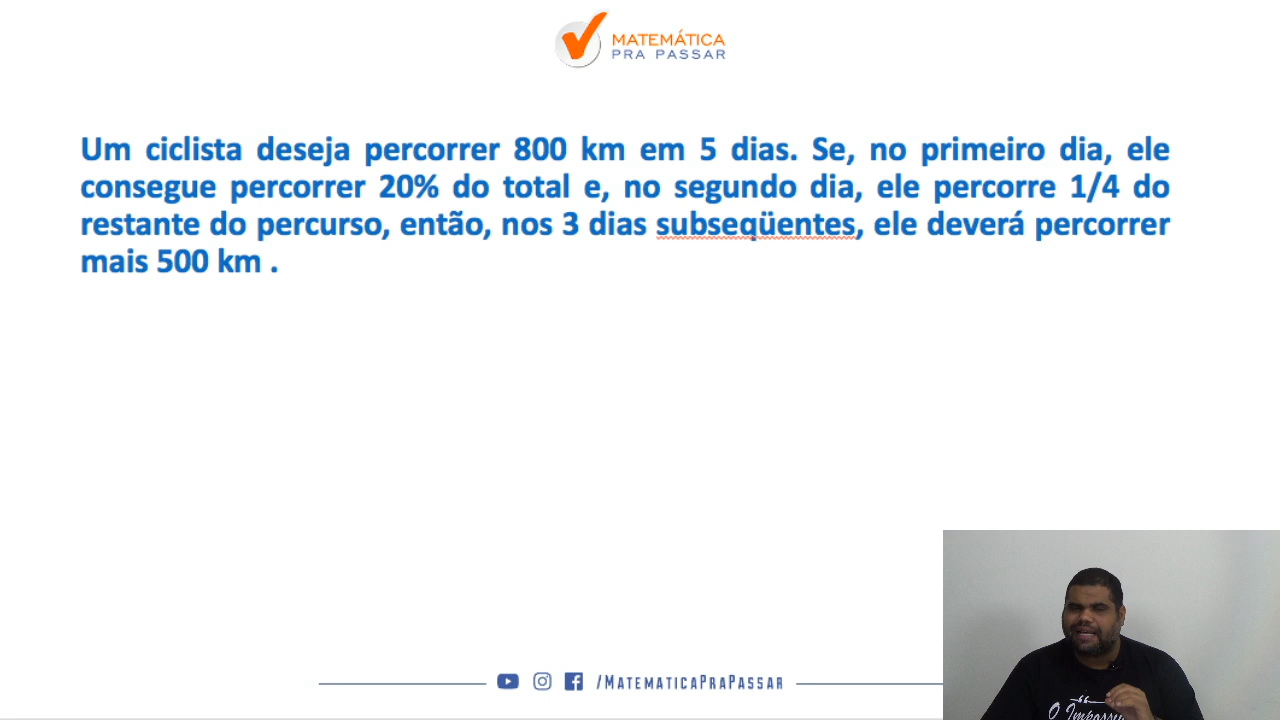 MATEMÁTICA
PRA PASSAR
Um ciclista deseja percorrer 800 km em 5 dias. Se, no primeiro dia, ele
consegue percorrer 20% do total e, no segundo dia, ele percorre 1/4 do
restante do percurso, então, nos 3 dias subseqüentes, ele deverá percorrer
mais 500 km .
/MATEMATICAPRAPASSAR
“ O